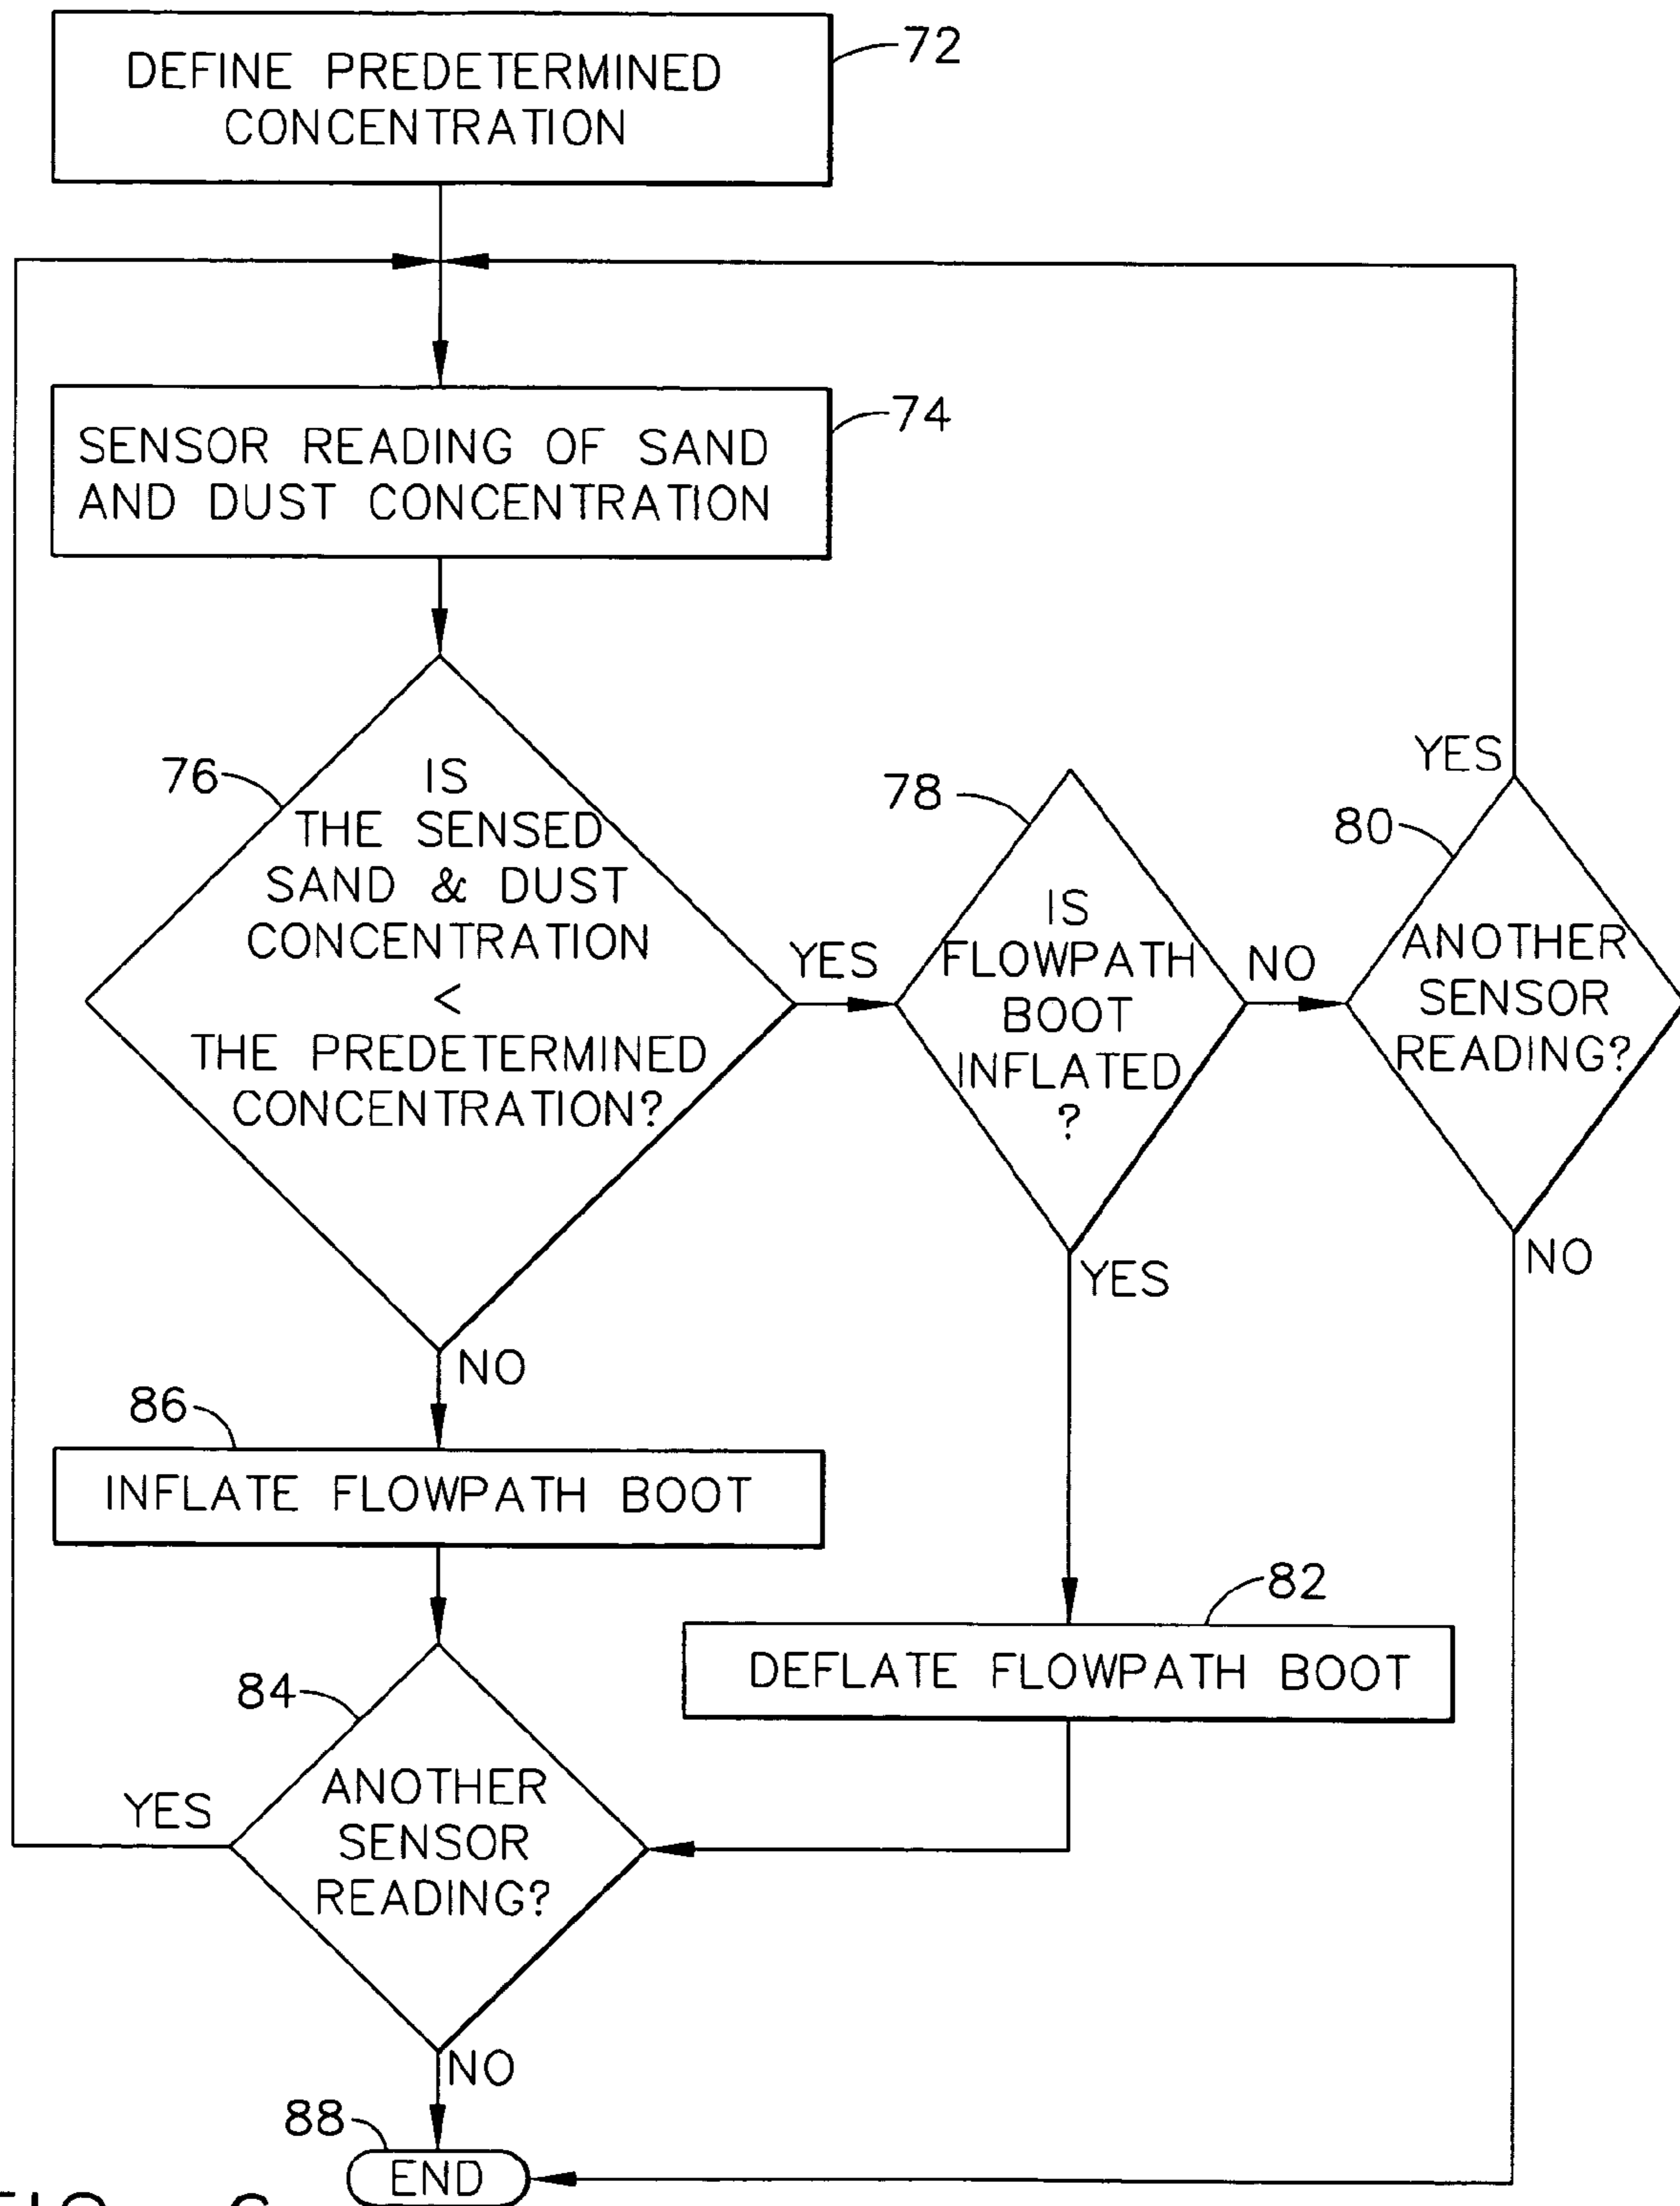 DEFINE PREDETERMINED
CONCENTRATION
72
SENSOR READING OF SAND
AND DUST CONCENTRATION
74
76
IS
THE SENSED
SAND & DUST
CONCENTRATION
<
THE PREDETERMINED
CONCENTRATION?
YES
NO
78
IS
FLOWPATH
BOOT
INFLATED
?
NO
YES
80
YES
ANOTHER
SENSOR
READING?
NO
86
INFLATE FLOWPATH BOOT
82
DEFLATE FLOWPATH BOOT
84
YES
ANOTHER
SENSOR
READING?
NO
88
END